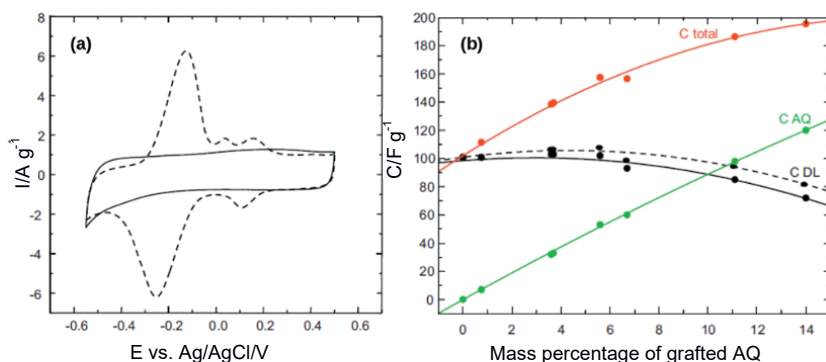 (a)
I/A g⁻¹
8
6
4
2
0
-2
-4
-6
-0.6 -0.4 -0.2 0.0 0.2 0.4 0.6
E vs. Ag/AgCl/V
(b)
C/F g⁻¹
200
180
160
140
120
100
80
60
40
20
0
0 2 4 6 8 10 12 14
Mass percentage of grafted AQ
C total
C AQ
C DL